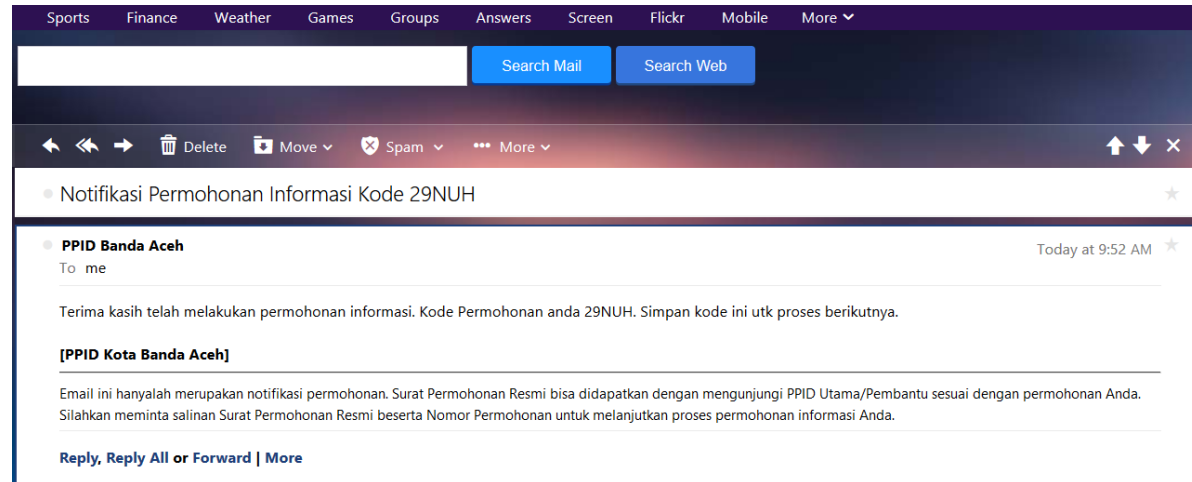 Sports Finance Weather Games Groups Answers Screen Flickr Mobile More
Search Mail Search Web
Delete Move Spam More
Notifikasi Permohonan Informasi Kode 29NUH
PPID Banda Aceh Today at 9:52 AM
To me
Terima kasih telah melakukan permohonan informasi. Kode Permohonan anda 29NUH. Simpan kode ini utk proses berikutnya.
[PPID Kota Banda Aceh]
Email ini hanyalah merupakan notifikasi permohonan. Surat Permohonan Resmi bisa didapatkan dengan mengunjungi PPID Utama/Pembantu sesuai dengan permohonan Anda.
Silahkan meminta salinan Surat Permohonan Resmi beserta Nomor Permohonan untuk melanjutkan proses permohonan informasi Anda.
Reply, Reply All or Forward | More